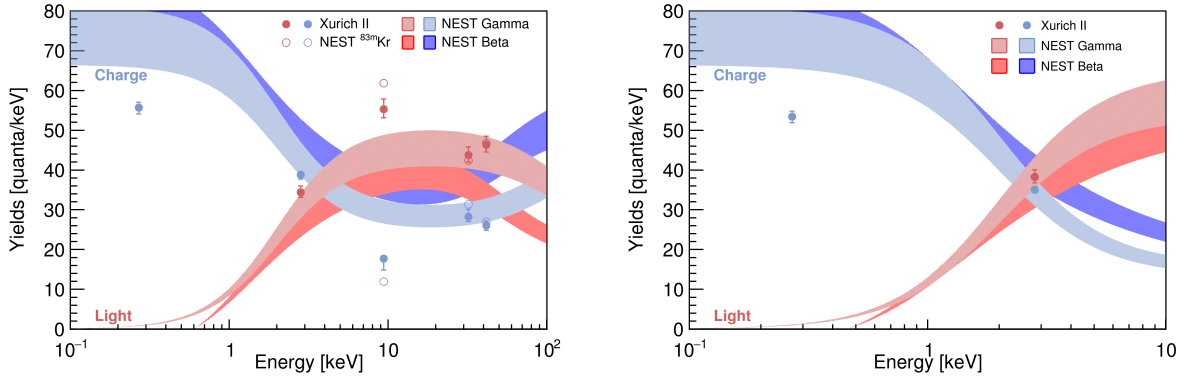 Xurich II
NEST ⁸³ᵐKr
NEST Gamma
NEST Beta
Charge
Light
Yields [quanta/keV]
80
70
60
50
40
30
20
10
0
10⁻¹
1
10
10²
Energy [keV]
Xurich II
NEST Gamma
NEST Beta
Charge
Light
Yields [quanta/keV]
80
70
60
50
40
30
20
10
0
10⁻¹
1
10
Energy [keV]